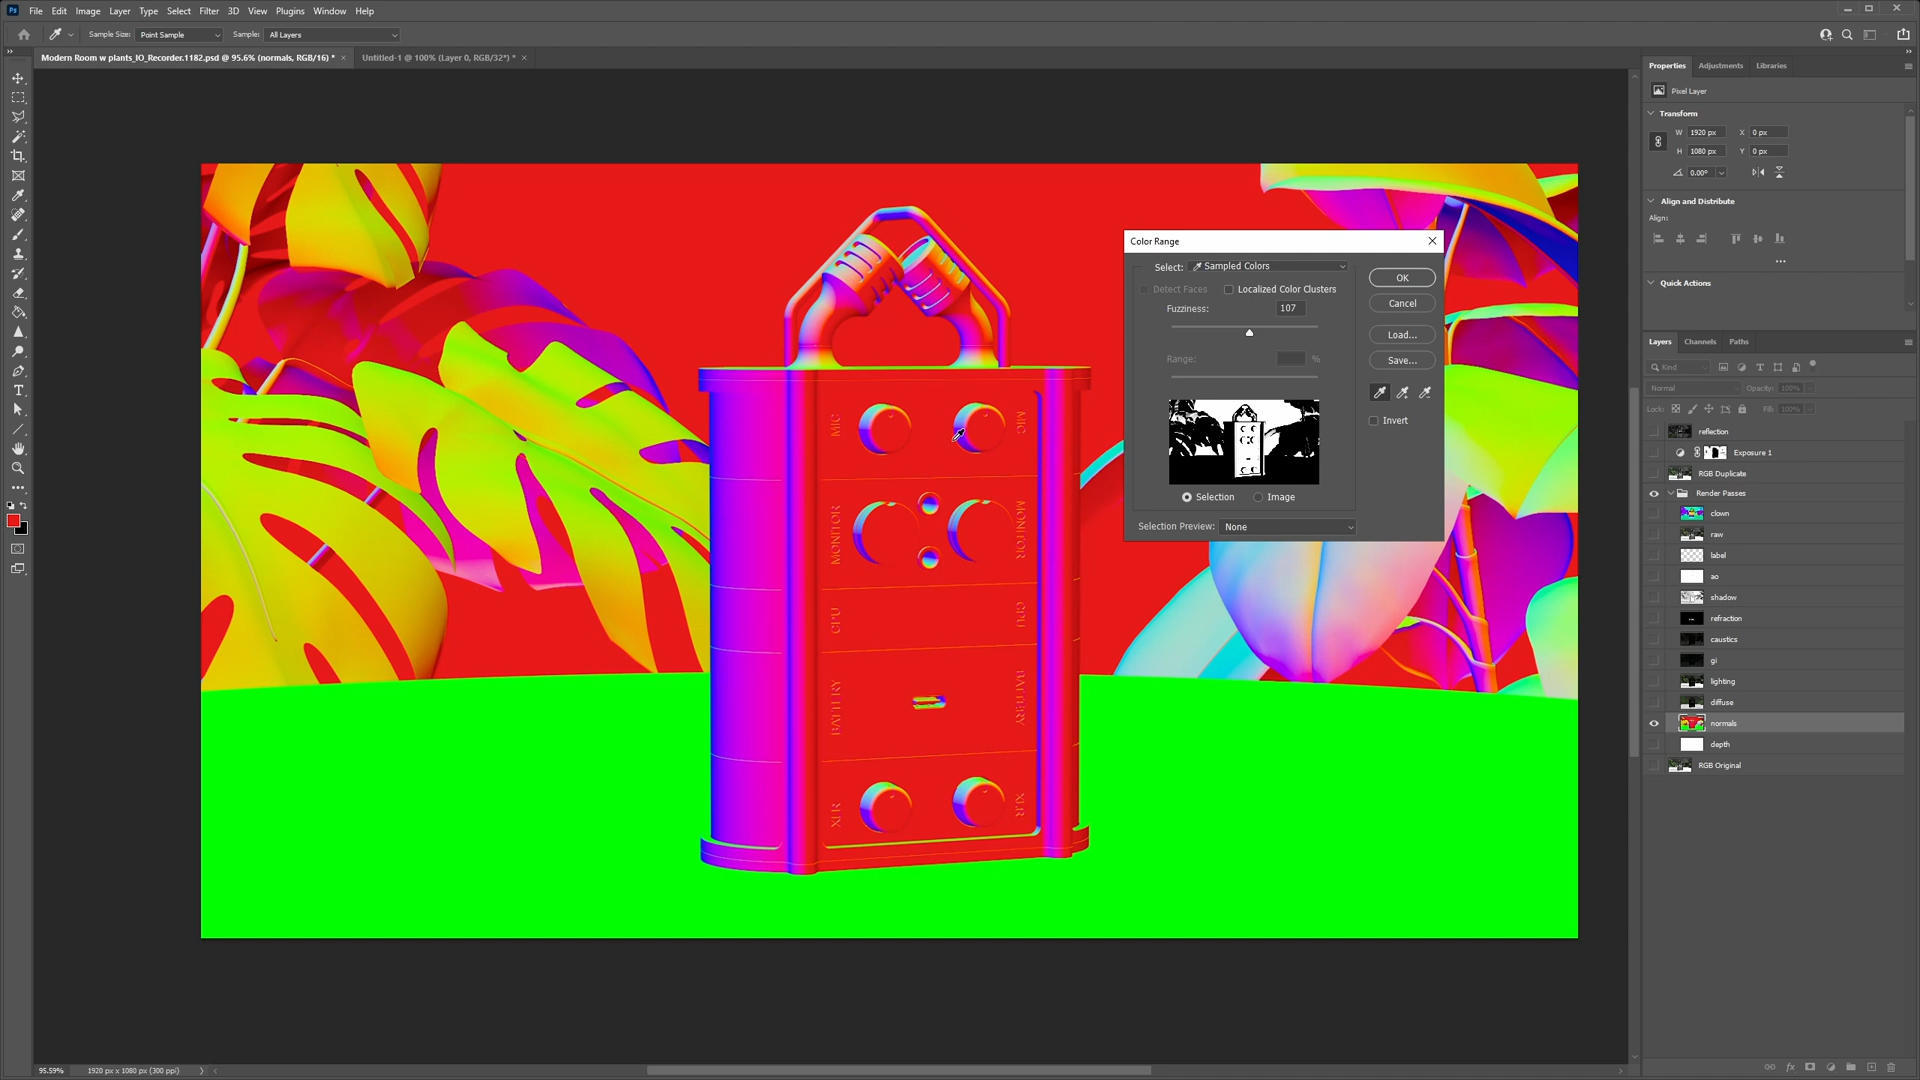 Ps File Edit Image Layer Type Select Filter 3D View Plugins Window Help
Sample Size: Point Sample Sample: All Layers
Modern Room w plants_IO_Recorder.1182.psd @ 95.6% (normals, RGB/16) * × Untitled-1 @ 100% (Layer 0, RGB/32*) * ×
Properties Adjustments Libraries
Pixel Layer
Transform
W 1920 px X 0 px
H 1080 px Y 0 px
0.00°
Align and Distribute
Align:
Quick Actions
Color Range
Select: Sampled Colors
Detect Faces Localized Color Clusters
Fuzziness: 107
Range: %
OK
Cancel
Load...
Save...
Invert
Selection Image
Selection Preview: None
MIC MIC
MONITOR MONITOR
CPU CPU
BATTERY BATTERY
XLR XLR
Layers Channels Paths
Kind
Normal Opacity: 100%
Lock: Fill: 100%
reflection
Exposure 1
RGB Duplicate
Render Passes
clown
raw
label
ao
shadow
refraction
caustics
gi
lighting
diffuse
normals
depth
RGB Original
95.59% 1920 px x 1080 px (300 ppi)